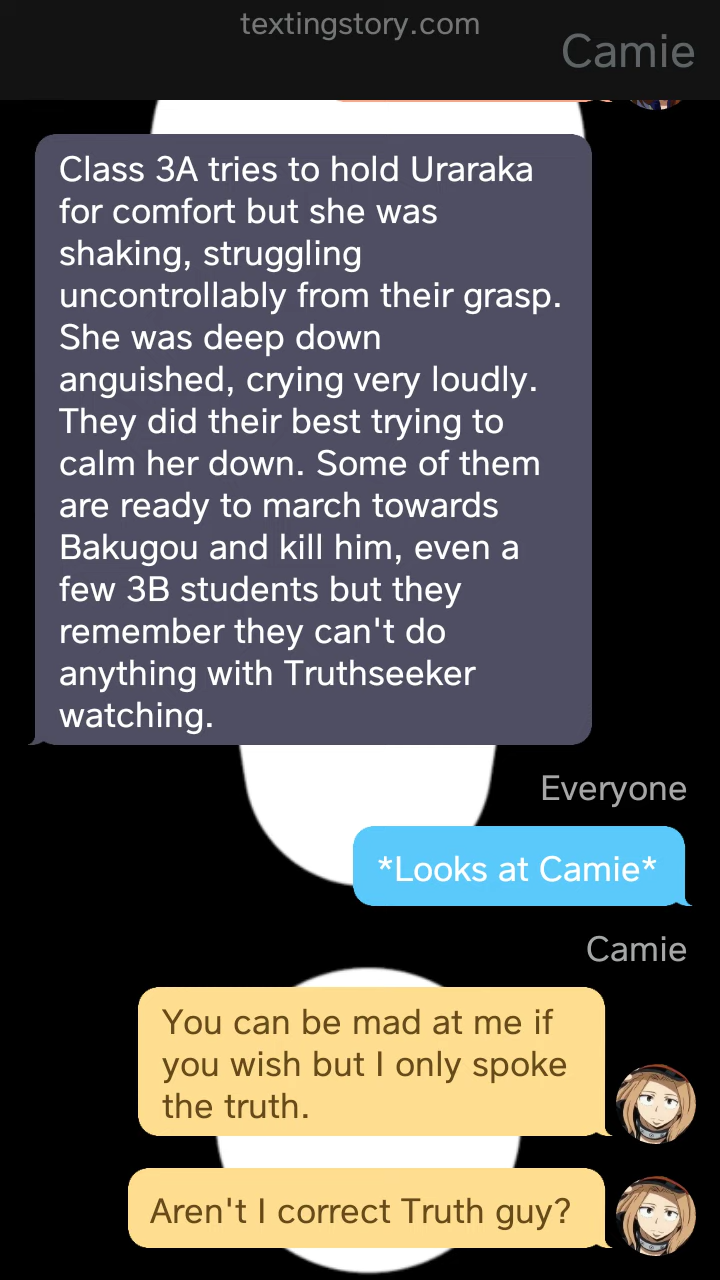 textingstory.com
Camie
Class 3A tries to hold Uraraka
for comfort but she was
shaking, struggling
uncontrollably from their grasp.
She was deep down
anguished, crying very loudly.
They did their best trying to
calm her down. Some of them
are ready to march towards
Bakugou and kill him, even a
few 3B students but they
remember they can't do
anything with Truthseeker
watching.
Everyone
*Looks at Camie*
Camie
You can be mad at me if
you wish but I only spoke
the truth.
Aren't I correct Truth guy?